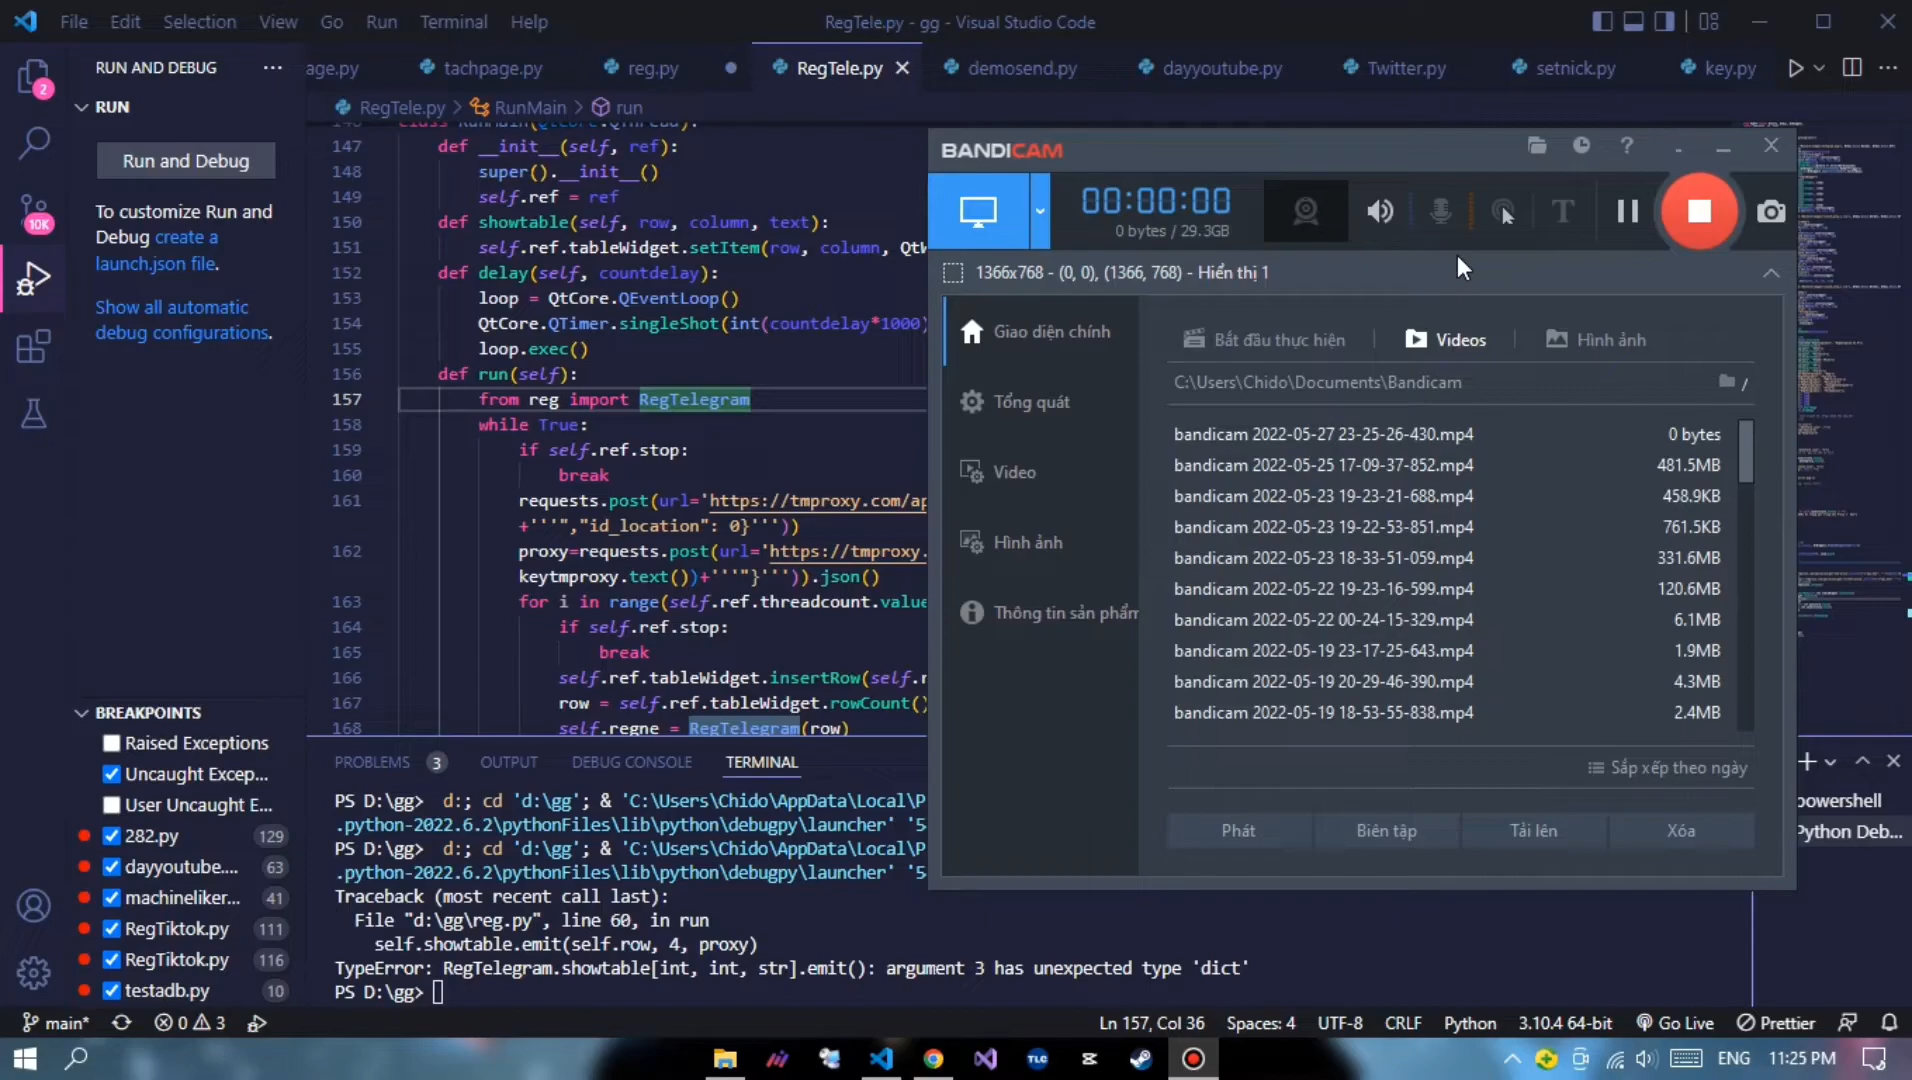 File Edit Selection View Go Run Terminal Help
RegTele.py - gg - Visual Studio Code
RUN AND DEBUG
age.py tachpage.py reg.py RegTele.py demosend.py dayyoutube.py Twitter.py setnick.py key.py
RUN
RegTele.py > RunMain > run
Run and Debug
To customize Run and
Debug create a
launch.json file.
Show all automatic
debug configurations.
147 def __init__(self, ref):
148 super().__init__()
149 self.ref = ref
150 def showtable(self, row, column, text):
151 self.ref.tableWidget.setItem(row, column, QtW
152 def delay(self, countdelay):
153 loop = QtCore.QEventLoop()
154 QtCore.QTimer.singleShot(int(countdelay*1000)
155 loop.exec()
156 def run(self):
157 from reg import RegTelegram
158 while True:
159 if self.ref.stop:
160 break
161 requests.post(url='https://tmproxy.com/ap
+'''","id_location": 0}'''))
162 proxy=requests.post(url='https://tmproxy.
keytmproxy.text())+'''"}''')).json()
163 for i in range(self.ref.threadcount.value
164 if self.ref.stop:
165 break
166 self.ref.tableWidget.insertRow(self.r
167 row = self.ref.tableWidget.rowCount()
168 self.regne = RegTelegram(row)
BANDICAM
?
00:00:00
0 bytes / 29.3GB
T
1366x768 - (0, 0), (1366, 768) - Hiển thị 1
Giao diện chính
Tổng quát
Video
Hình ảnh
Thông tin sản phẩm
Bắt đầu thực hiện Videos Hình ảnh
C:\Users\Chido\Documents\Bandicam
/
bandicam 2022-05-27 23-25-26-430.mp4 0 bytes
bandicam 2022-05-25 17-09-37-852.mp4 481.5MB
bandicam 2022-05-23 19-23-21-688.mp4 458.9KB
bandicam 2022-05-23 19-22-53-851.mp4 761.5KB
bandicam 2022-05-23 18-33-51-059.mp4 331.6MB
bandicam 2022-05-22 19-23-16-599.mp4 120.6MB
bandicam 2022-05-22 00-24-15-329.mp4 6.1MB
bandicam 2022-05-19 23-17-25-643.mp4 1.9MB
bandicam 2022-05-19 20-29-46-390.mp4 4.3MB
bandicam 2022-05-19 18-53-55-838.mp4 2.4MB
Sắp xếp theo ngày
Phát Biên tập Tải lên Xóa
2
10K
BREAKPOINTS
Raised Exceptions
Uncaught Excep...
User Uncaught E...
282.py 129
dayyoutube.... 63
machineliker... 41
RegTiktok.py 111
RegTiktok.py 116
testadb.py 10
PROBLEMS 3 OUTPUT DEBUG CONSOLE TERMINAL
PS D:\gg> d:; cd 'd:\gg'; & 'C:\Users\Chido\AppData\Local\P
.python-2022.6.2\pythonFiles\lib\python\debugpy\launcher' '5
PS D:\gg> d:; cd 'd:\gg'; & 'C:\Users\Chido\AppData\Local\P
.python-2022.6.2\pythonFiles\lib\python\debugpy\launcher' '5
Traceback (most recent call last):
File "d:\gg\reg.py", line 60, in run
self.showtable.emit(self.row, 4, proxy)
TypeError: RegTelegram.showtable[int, int, str].emit(): argument 3 has unexpected type 'dict'
PS D:\gg>
powershell
Python Deb...
main* 0 3 Ln 157, Col 36 Spaces: 4 UTF-8 CRLF Python 3.10.4 64-bit Go Live Prettier
TLC
ENG 11:25 PM